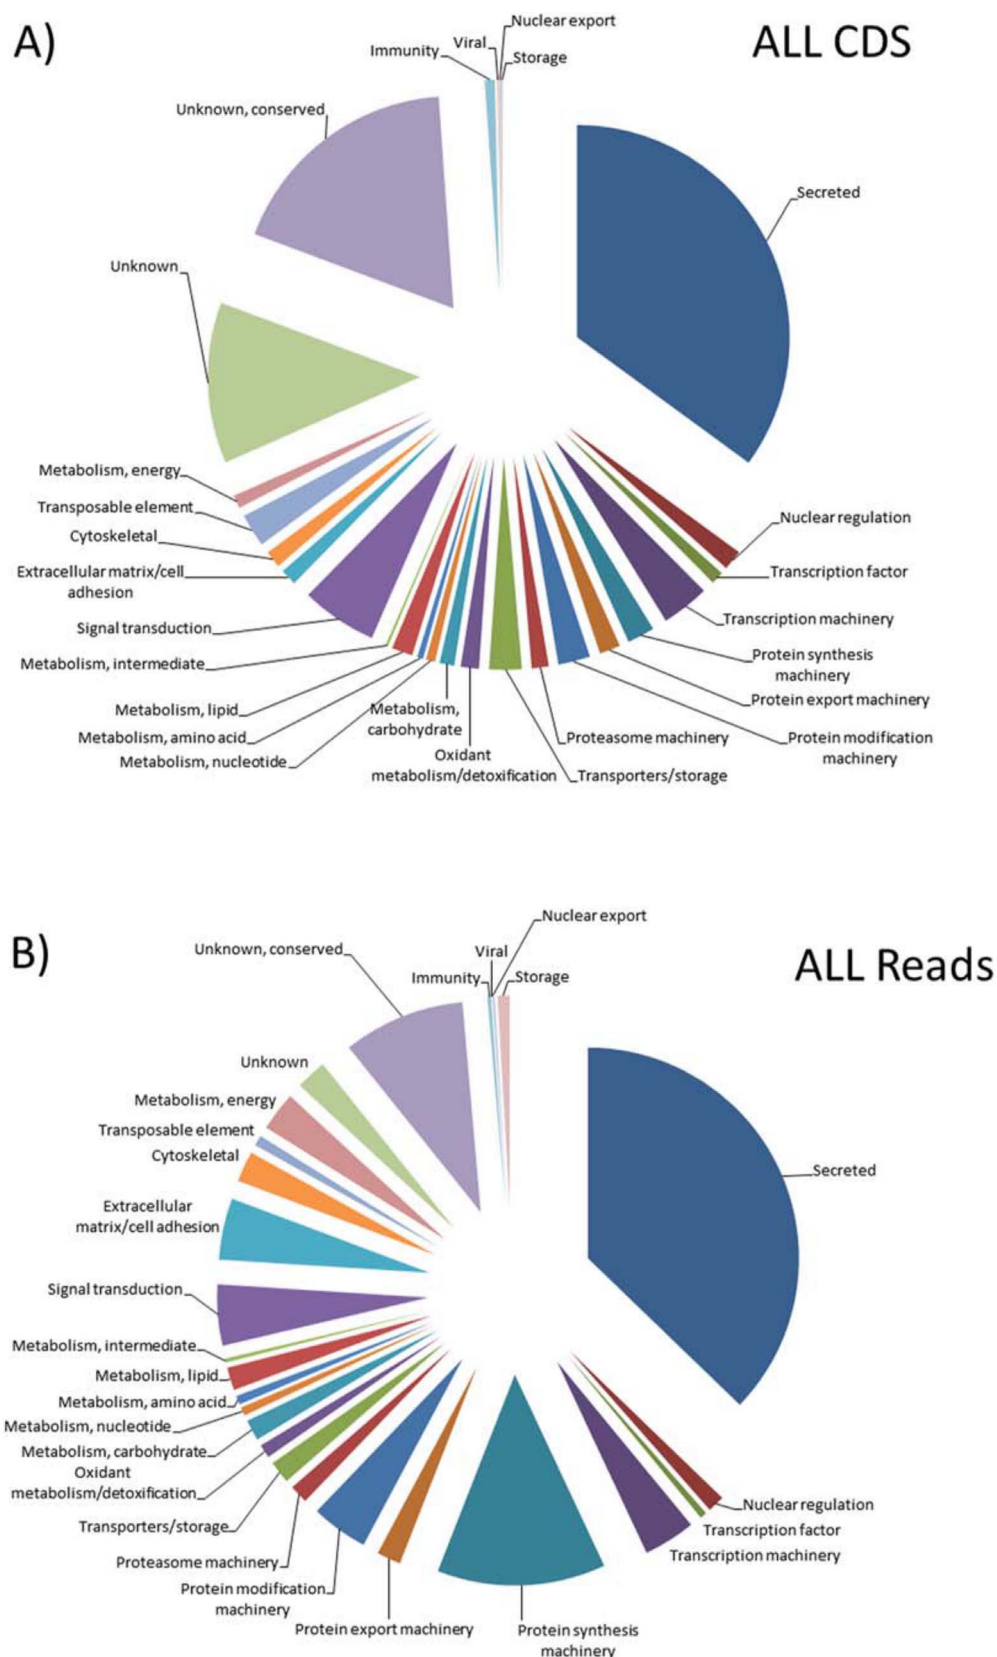 A)
ALL CDS
Nuclear export
Viral
Immunity
Storage
Unknown, conserved
Secreted
Unknown
Metabolism, energy
Transposable element
Cytoskeletal
Extracellular matrix/cell
adhesion
Signal transduction
Metabolism, intermediate
Metabolism, lipid
Metabolism, amino acid
Metabolism, nucleotide
Metabolism,
carbohydrate
Oxidant
metabolism/detoxification
Transporters/storage
Proteasome machinery
Protein modification
machinery
Protein export machinery
Protein synthesis
machinery
Transcription machinery
Transcription factor
Nuclear regulation
B)
ALL Reads
Nuclear export
Viral
Immunity
Storage
Unknown, conserved
Unknown
Metabolism, energy
Transposable element
Cytoskeletal
Extracellular
matrix/cell adhesion
Secreted
Signal transduction
Metabolism, intermediate
Metabolism, lipid
Metabolism, amino acid
Metabolism, nucleotide
Metabolism, carbohydrate
Oxidant
metabolism/detoxification
Transporters/storage
Proteasome machinery
Protein modification
machinery
Protein export machinery
Protein synthesis
machinery
Nuclear regulation
Transcription factor
Transcription machinery